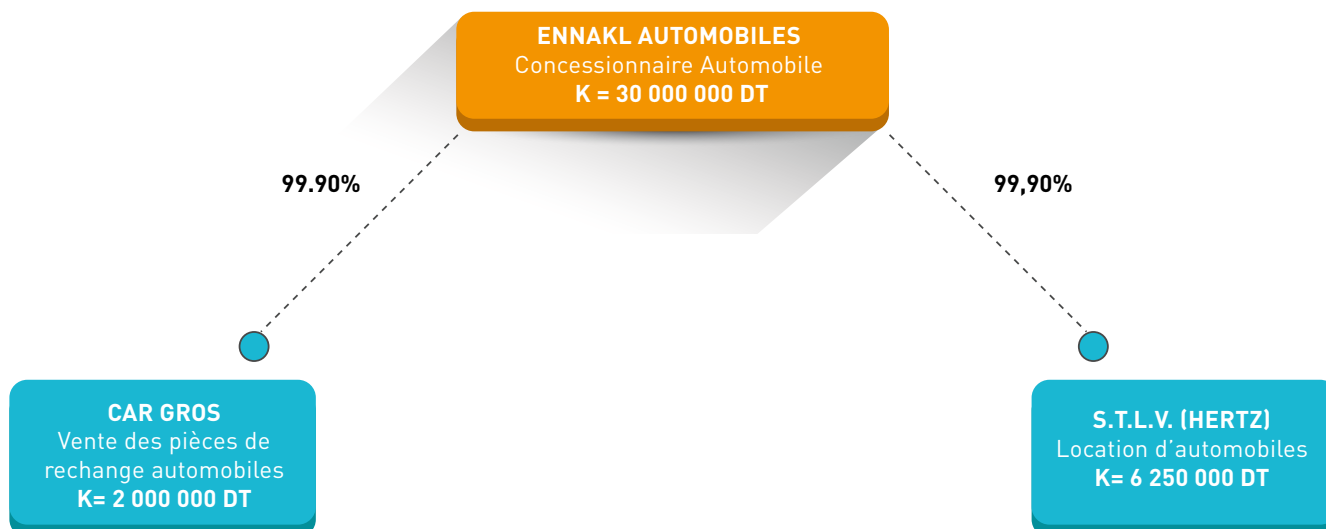 ENNAKL AUTOMOBILES
Concessionnaire Automobile
K = 30 000 000 DT
99.90%
99,90%
CAR GROS
Vente des pièces de
rechange automobiles
K= 2 000 000 DT
S.T.L.V. (HERTZ)
Location d’automobiles
K= 6 250 000 DT